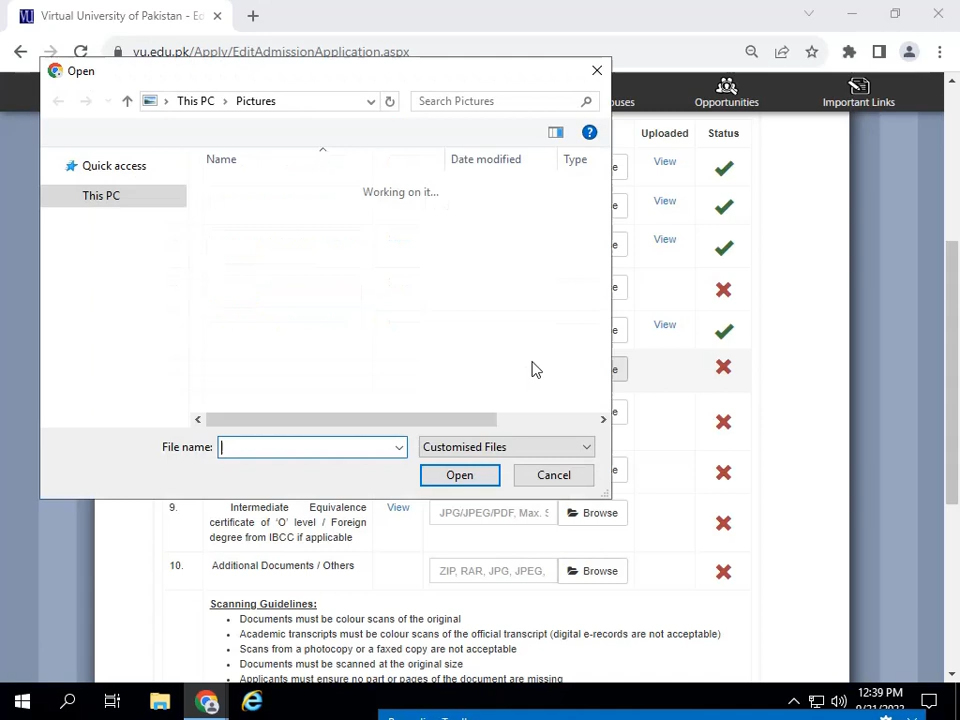 Virtual University of Pakistan - Ed
vu.edu.pk/Apply/EditAdmissionApplication.aspx
Open
Opportunities
Important Links
This PC
Pictures
Search Pictures
Uploaded
Status
Quick access
Name
Date modified
Type
View
This PC
Working on it...
View
View
View
File name:
Customised Files
Open
Cancel
9. Intermediate Equivalence View JPG/JPEG/PDF, Max. S Browse
certificate of 'O' level / Foreign
degree from IBCC if applicable
10. Additional Documents / Others ZIP, RAR, JPG, JPEG, Browse
Scanning Guidelines:
• Documents must be colour scans of the original
• Academic transcripts must be colour scans of the official transcript (digital e-records are not acceptable)
• Scans from a photocopy or a faxed copy are not acceptable
• Documents must be scanned at the original size
• Applicants must ensure no part or pages of the document are missing
12:39 PM